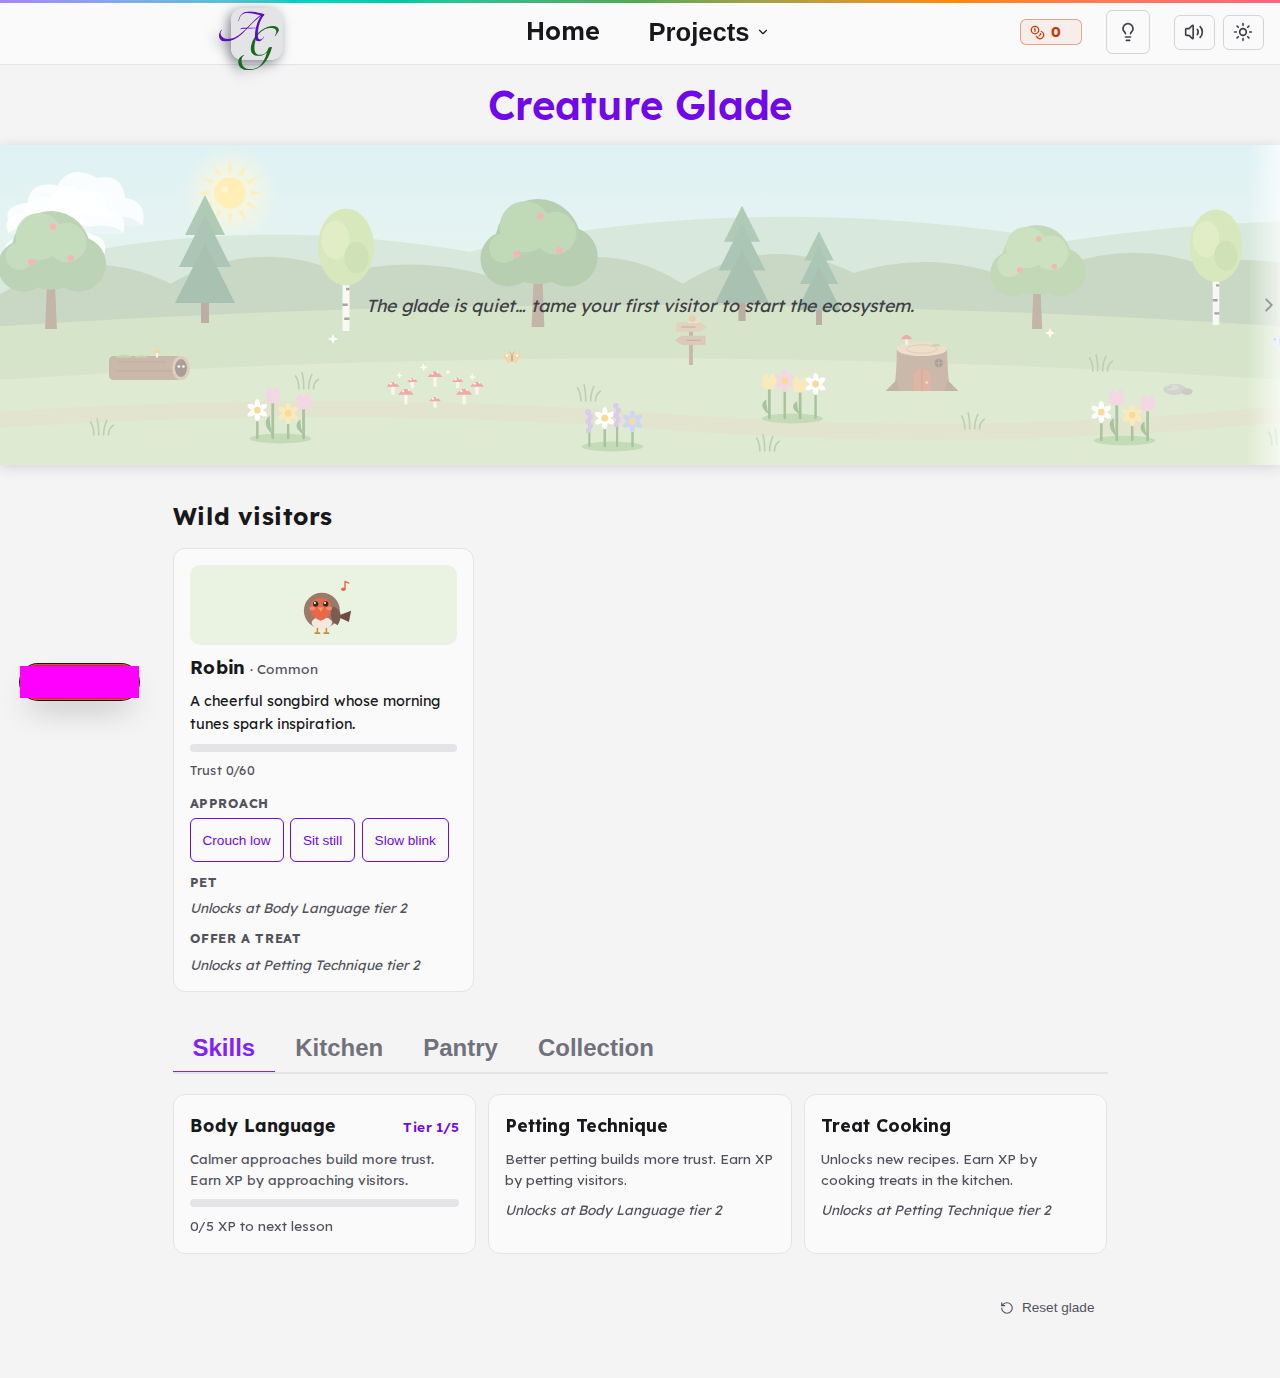 AG
Home
Projects
0
Creature Glade
The glade is quiet... tame your first visitor to start the ecosystem.
Wild visitors
Robin · Common
A cheerful songbird whose morning
tunes spark inspiration.
Trust 0/60
APPROACH
Crouch low
Sit still
Slow blink
PET
Unlocks at Body Language tier 2
OFFER A TREAT
Unlocks at Petting Technique tier 2
Skills
Kitchen
Pantry
Collection
Body Language
Tier 1/5
Calmer approaches build more trust.
Earn XP by approaching visitors.
0/5 XP to next lesson
Petting Technique
Better petting builds more trust. Earn XP
by petting visitors.
Unlocks at Body Language tier 2
Treat Cooking
Unlocks new recipes. Earn XP by
cooking treats in the kitchen.
Unlocks at Petting Technique tier 2
Reset glade